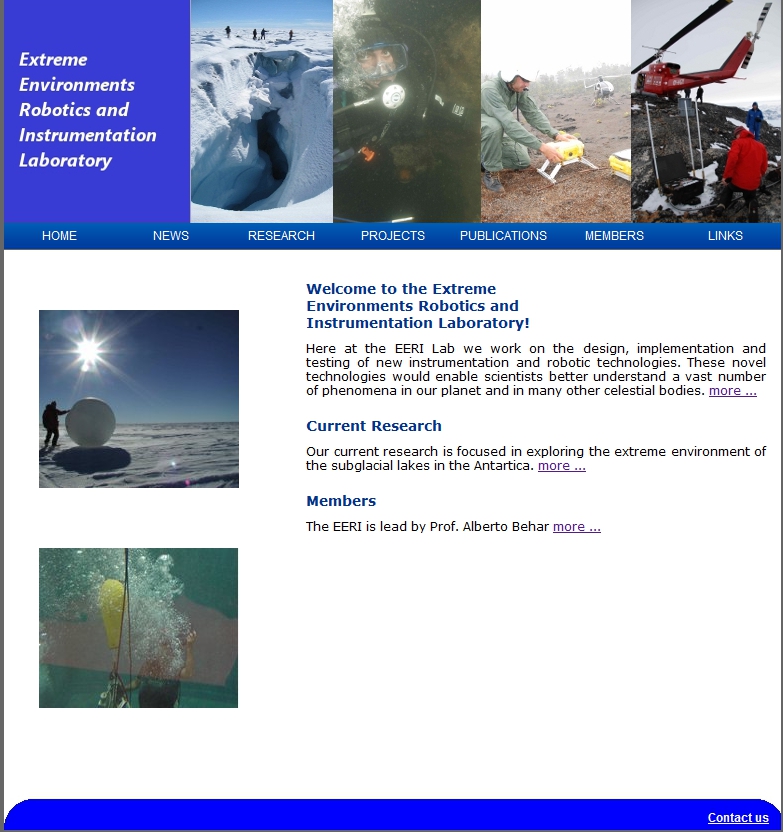 Extreme
Environments
Robotics and
Instrumentation
Laboratory
HOME NEWS RESEARCH PROJECTS PUBLICATIONS MEMBERS LINKS
Welcome to the Extreme
Environments Robotics and
Instrumentation Laboratory!
Here at the EERI Lab we work on the design, implementation and
testing of new instrumentation and robotic technologies. These novel
technologies would enable scientists better understand a vast number
of phenomena in our planet and in many other celestial bodies. more ...
Current Research
Our current research is focused in exploring the extreme environment of
the subglacial lakes in the Antartica. more ...
Members
The EERI is lead by Prof. Alberto Behar more ...
Contact us